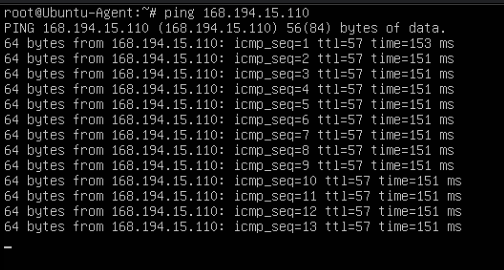 root@Ubuntu-Agent:~# ping 168.194.15.110
PING 168.194.15.110 (168.194.15.110) 56(84) bytes of data.
64 bytes from 168.194.15.110: icmp_seq=1 ttl=57 time=153 ms
64 bytes from 168.194.15.110: icmp_seq=2 ttl=57 time=151 ms
64 bytes from 168.194.15.110: icmp_seq=3 ttl=57 time=151 ms
64 bytes from 168.194.15.110: icmp_seq=4 ttl=57 time=151 ms
64 bytes from 168.194.15.110: icmp_seq=5 ttl=57 time=151 ms
64 bytes from 168.194.15.110: icmp_seq=6 ttl=57 time=151 ms
64 bytes from 168.194.15.110: icmp_seq=7 ttl=57 time=151 ms
64 bytes from 168.194.15.110: icmp_seq=8 ttl=57 time=151 ms
64 bytes from 168.194.15.110: icmp_seq=9 ttl=57 time=151 ms
64 bytes from 168.194.15.110: icmp_seq=10 ttl=57 time=151 ms
64 bytes from 168.194.15.110: icmp_seq=11 ttl=57 time=151 ms
64 bytes from 168.194.15.110: icmp_seq=12 ttl=57 time=151 ms
64 bytes from 168.194.15.110: icmp_seq=13 ttl=57 time=151 ms